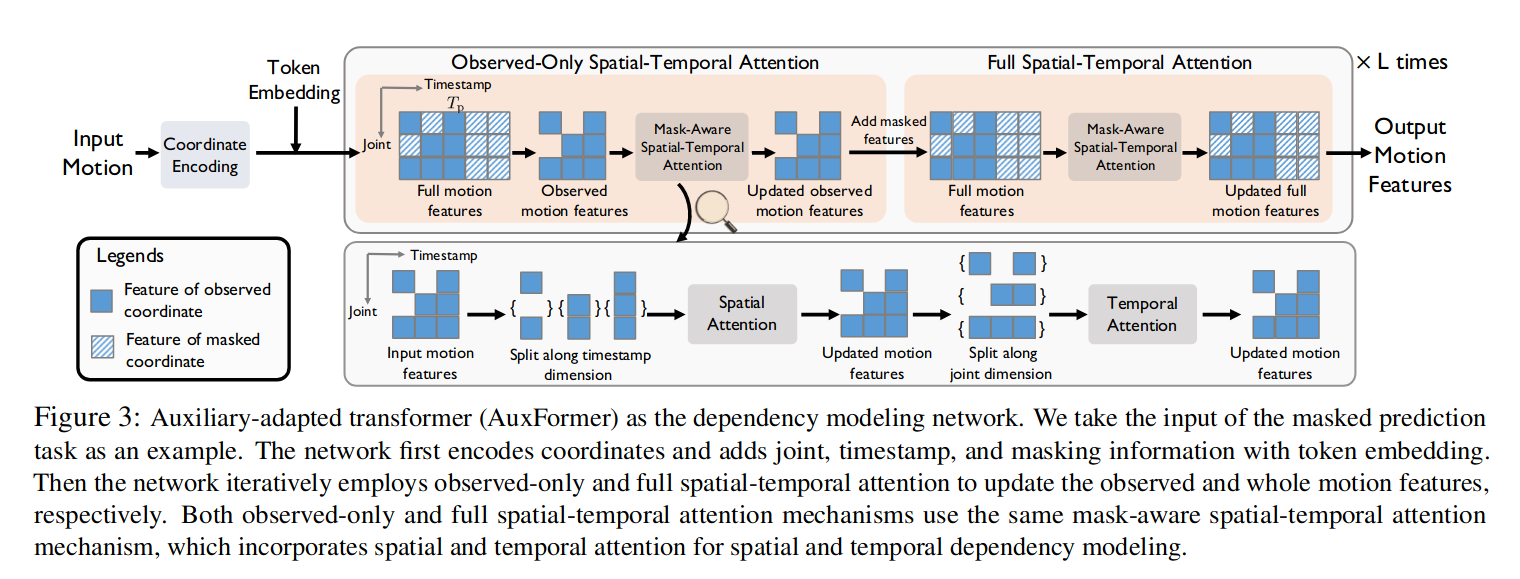 Observed-Only Spatial-Temporal Attention
Full Spatial-Temporal Attention
× L times
Token
Embedding
Timestamp
Tp
Joint
Input
Motion
Coordinate
Encoding
Full motion
features
Observed
motion features
Mask-Aware
Spatial-Temporal
Attention
Updated observed
motion features
Add masked
features
Full motion
features
Mask-Aware
Spatial-Temporal
Attention
Updated full
motion features
Output
Motion
Features
Legends
Feature of observed
coordinate
Feature of masked
coordinate
Timestamp
Joint
Input motion
features
{ } { } { }
Split along timestamp
dimension
Spatial
Attention
Updated motion
features
{ }
{ }
{ }
Split along
joint dimension
Temporal
Attention
Updated motion
features
Figure 3: Auxiliary-adapted transformer (AuxFormer) as the dependency modeling network. We take the input of the masked prediction
task as an example. The network first encodes coordinates and adds joint, timestamp, and masking information with token embedding.
Then the network iteratively employs observed-only and full spatial-temporal attention to update the observed and whole motion features,
respectively. Both observed-only and full spatial-temporal attention mechanisms use the same mask-aware spatial-temporal attention
mechanism, which incorporates spatial and temporal attention for spatial and temporal dependency modeling.